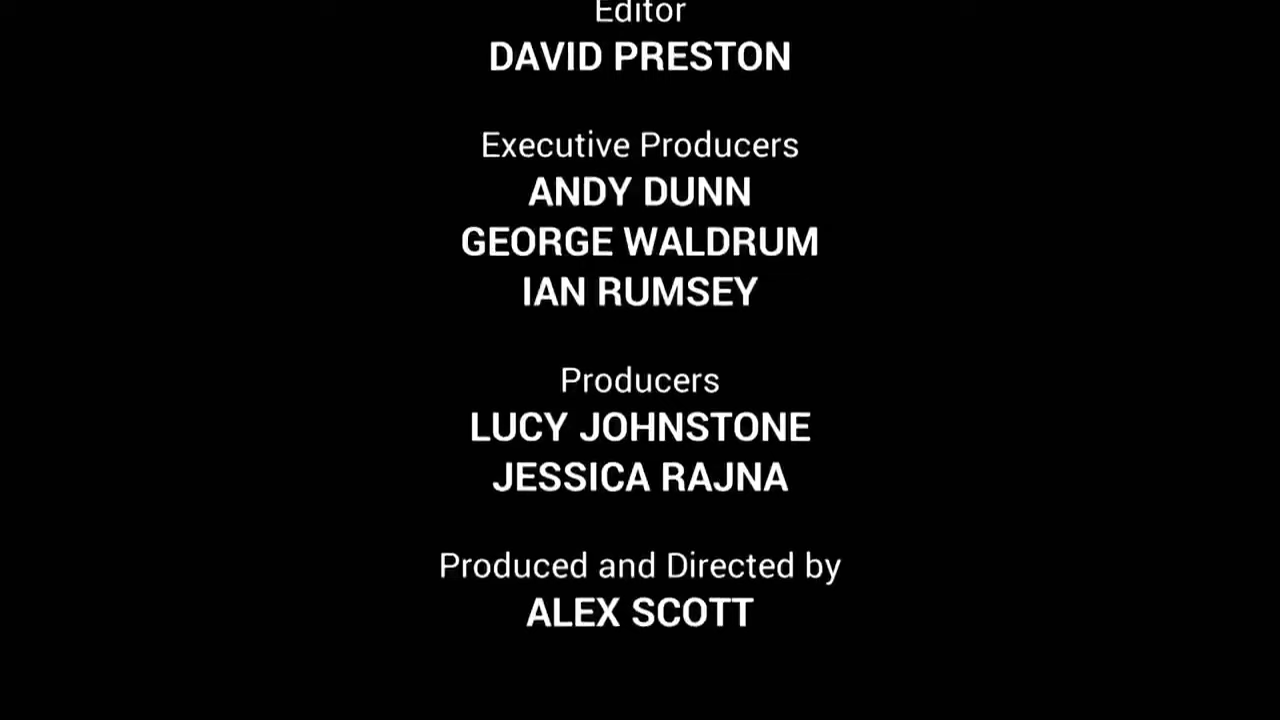 Editor
DAVID PRESTON
Executive Producers
ANDY DUNN
GEORGE WALDRUM
IAN RUMSEY
Producers
LUCY JOHNSTONE
JESSICA RAJNA
Produced and Directed by
ALEX SCOTT